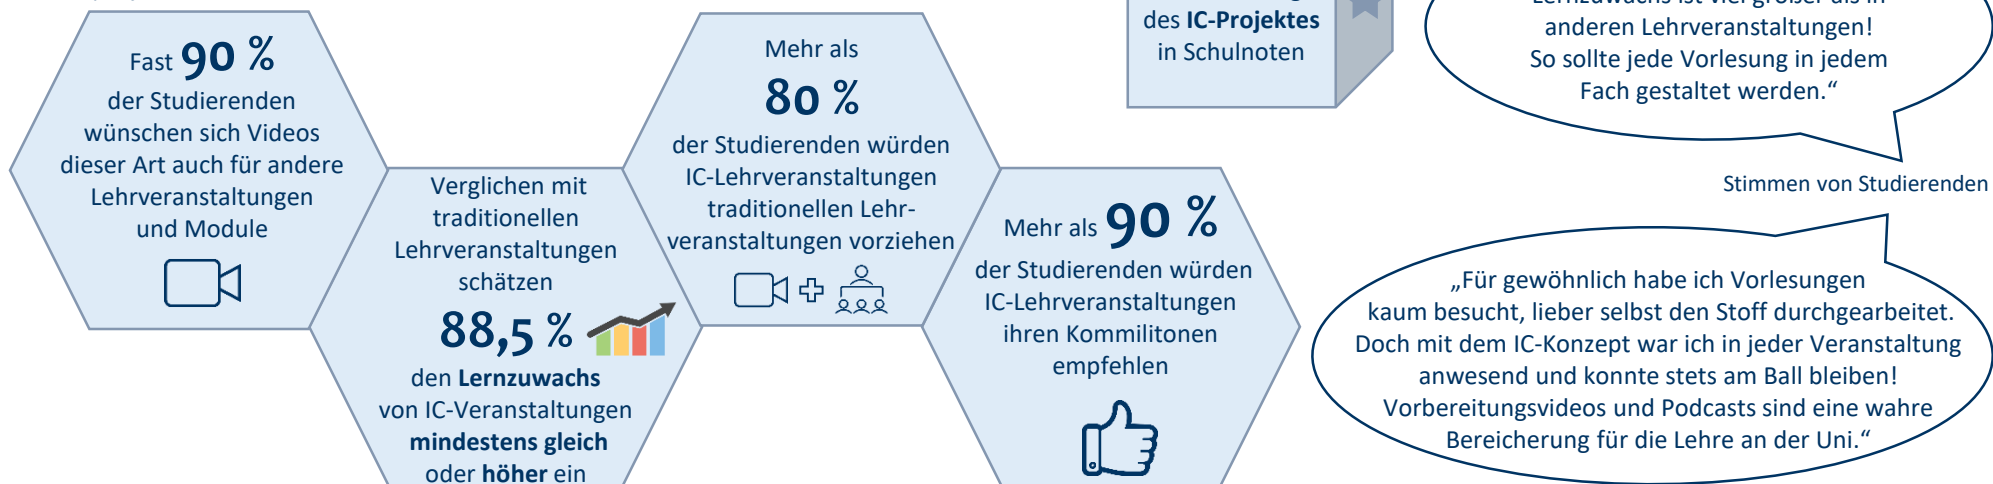 Fast 90 %
der Studierenden
wünschen sich Videos
dieser Art auch für andere
Lehrveranstaltungen
und Module
Verglichen mit
traditionellen
Lehrveranstaltungen
schätzen
88,5 %
den Lernzuwachs
von IC-Veranstaltungen
mindestens gleich
oder höher ein
Mehr als
80 %
der Studierenden würden
IC-Lehrveranstaltungen
traditionellen Lehr-
veranstaltungen vorziehen
Mehr als 90 %
der Studierenden würden
IC-Lehrveranstaltungen
ihren Kommilitonen
empfehlen
des IC-Projektes
in Schulnoten
Lernzuwachs ist viel größer als in
anderen Lehrveranstaltungen!
So sollte jede Vorlesung in jedem
Fach gestaltet werden.“
Stimmen von Studierenden
„Für gewöhnlich habe ich Vorlesungen
kaum besucht, lieber selbst den Stoff durchgearbeitet.
Doch mit dem IC-Konzept war ich in jeder Veranstaltung
anwesend und konnte stets am Ball bleiben!
Vorbereitungsvideos und Podcasts sind eine wahre
Bereicherung für die Lehre an der Uni.“